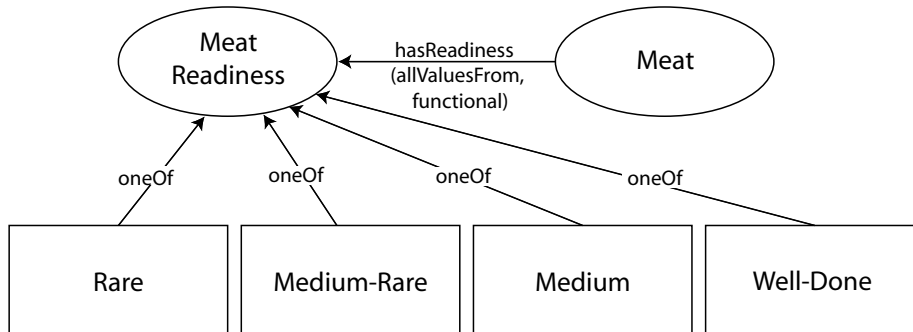 Meat
Readiness
hasReadiness
(allValuesFrom,
functional)
Meat
oneOf
oneOf
oneOf
oneOf
Rare
Medium-Rare
Medium
Well-Done